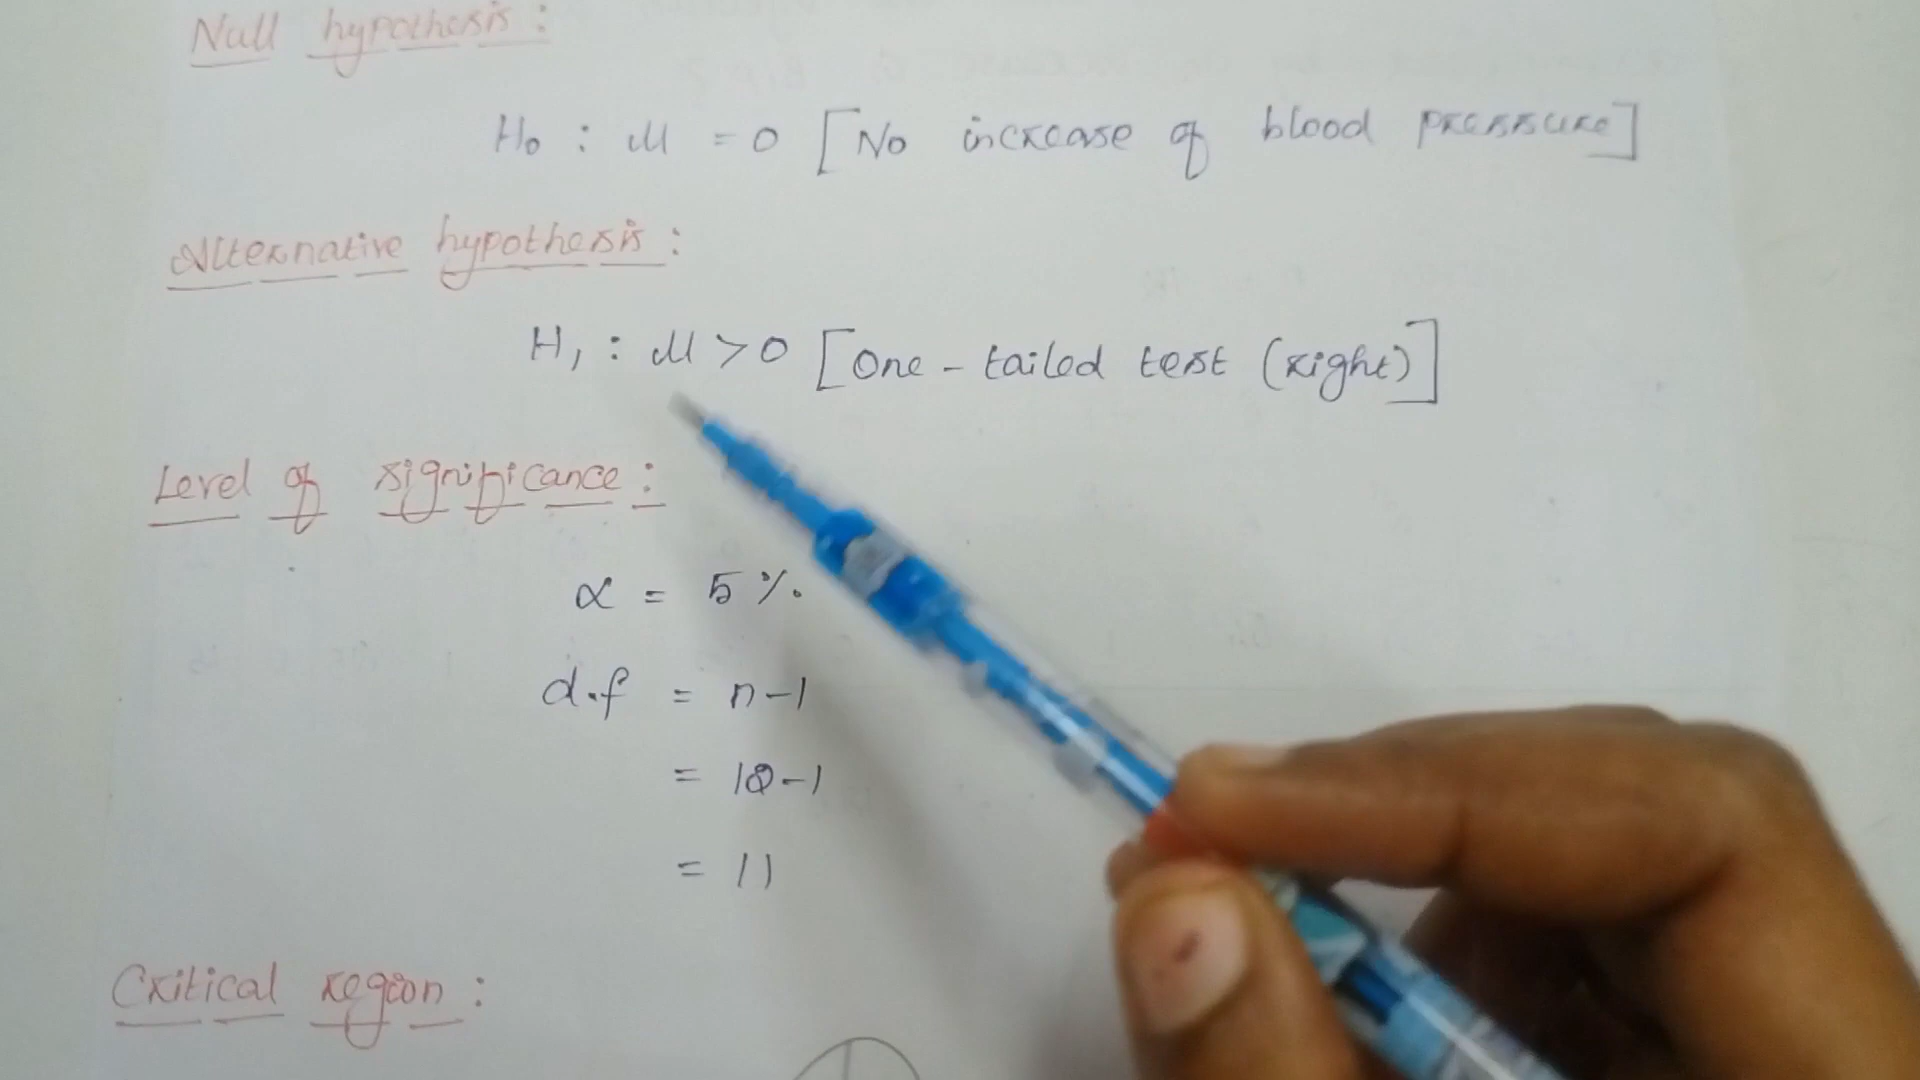 Null hypothesis :
H₀ : μ = 0 [No increase of blood pressure]
Alternative hypothesis :
H₁ : μ > 0 [One - tailed test (right)]
Level of significance :
α = 5 %.
d.f = n-1
= 12-1
= 11
Critical region :